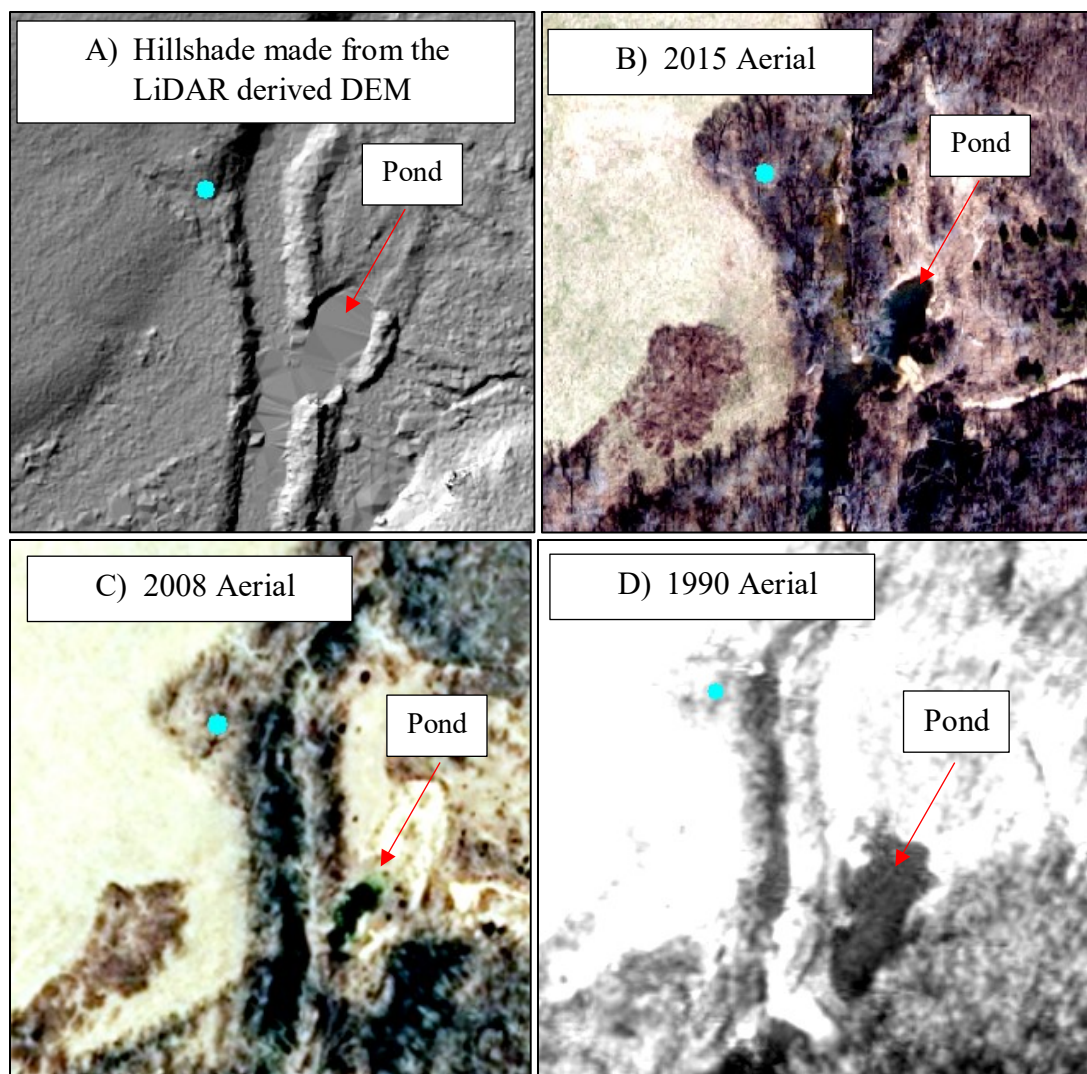 A) Hillshade made from the
LiDAR derived DEM
Pond
B) 2015 Aerial
Pond
C) 2008 Aerial
Pond
D) 1990 Aerial
Pond